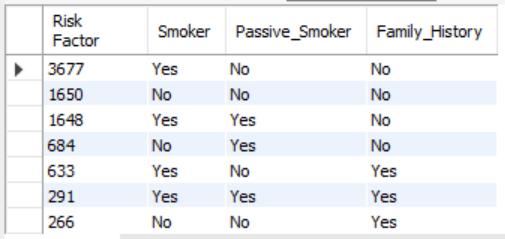 Risk Factor Smoker Passive_Smoker Family_History
3677 Yes No No
1650 No No No
1648 Yes Yes No
684 No Yes No
633 Yes No Yes
291 Yes Yes Yes
266 No No Yes